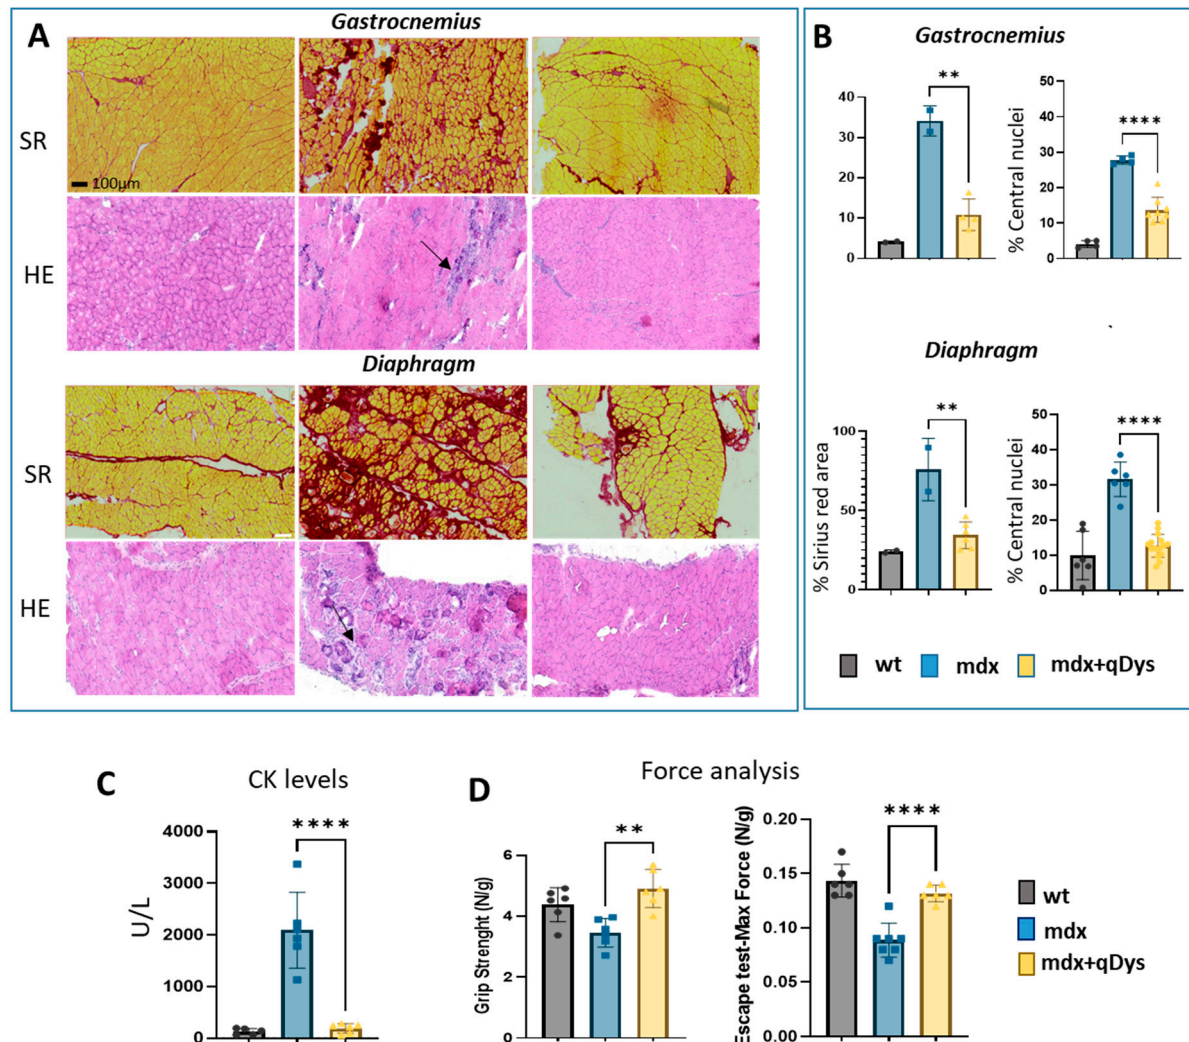 A
Gastrocnemius
SR
100µm
HE
Diaphragm
SR
HE
B
Gastrocnemius
40
30
20
10
0
**
% Central nuclei
50
40
30
20
10
0
****
Diaphragm
% Sirius red area
100
50
0
**
% Central nuclei
50
40
30
20
10
0
****
wt
mdx
mdx+qDys
C
CK levels
U/L
4000
3000
2000
1000
0
****
D
Force analysis
Grip Strenght (N/g)
6
4
2
0
**
Escape test-Max Force (N/g)
0.20
0.15
0.10
0.05
0.00
****
wt
mdx
mdx+qDys